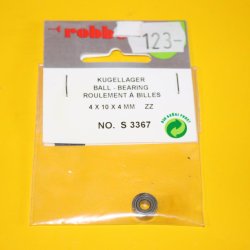 robbe
123-
KUGELLAGER
BALL - BEARING
ROULEMENT À BILLES
4 X 10 X 4 MM ZZ
NO. S 3367